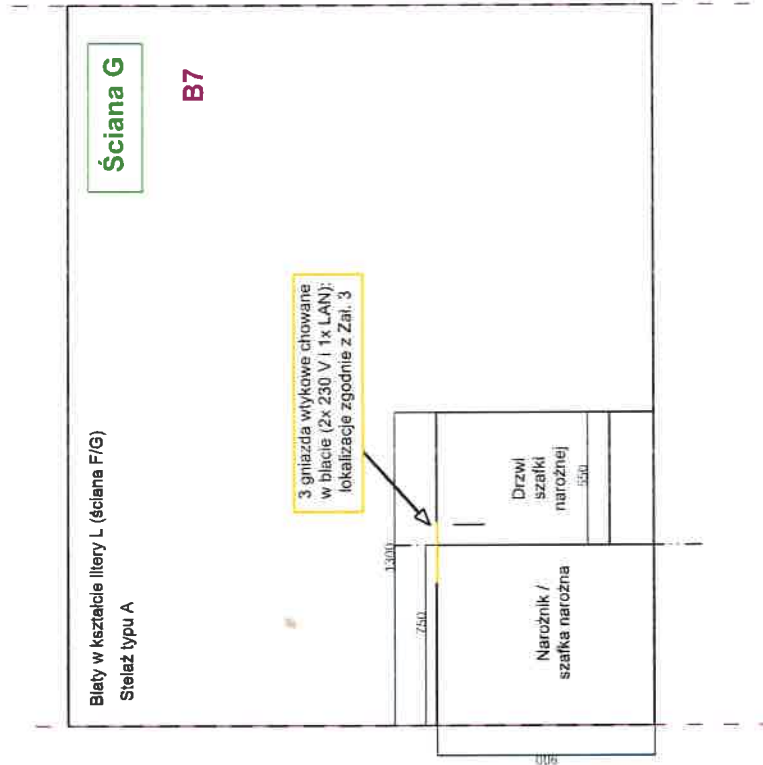 Blaty w kształcie litery L (ściana F/G)
Stelaż typu A
Ściana G
B7
3 gniazda wtykowe chowane
w blacie (2x 230 V i 1x LAN):
lokalizacje zgodnie z Zał. 3
1300
750
Narożnik /
szafka narożna
Drzwi
szafki
narożnej
550
900